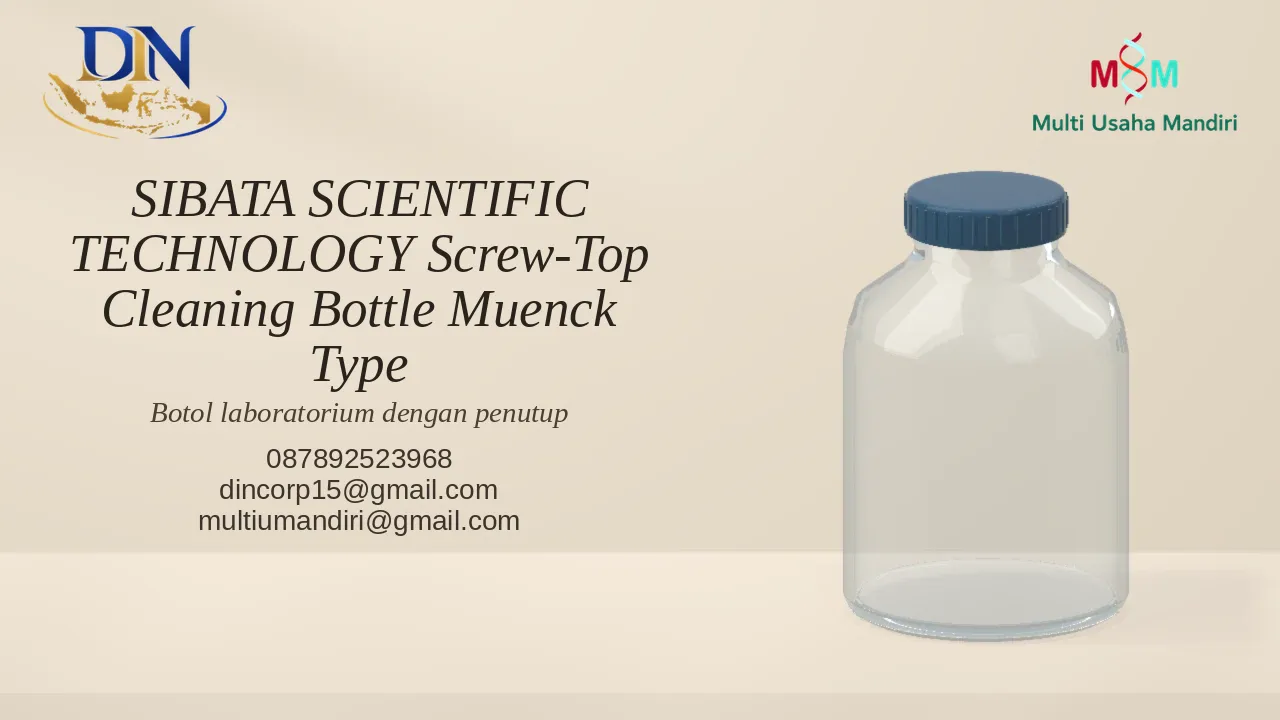 DIN
M M
Multi Usaha Mandiri
SIBATA SCIENTIFIC
TECHNOLOGY Screw-Top
Cleaning Bottle Muenck
Type
Botol laboratorium dengan penutup
087892523968
dincorp15@gmail.com
multiumandiri@gmail.com